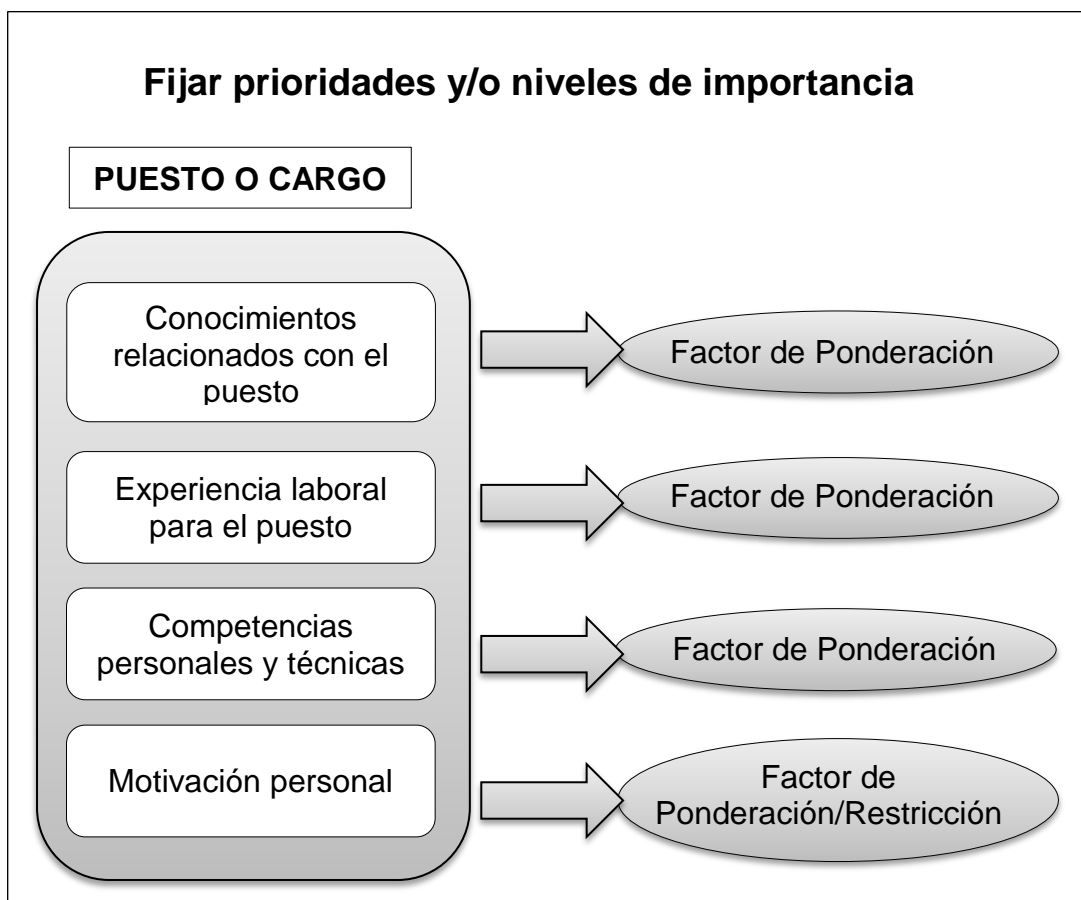 Fijar prioridades y/o niveles de importancia
PUESTO O CARGO
Conocimientos
relacionados con el
puesto
Factor de Ponderación
Experiencia laboral
para el puesto
Factor de Ponderación
Competencias
personales y técnicas
Factor de Ponderación
Motivación personal
Factor de
Ponderación/Restricción